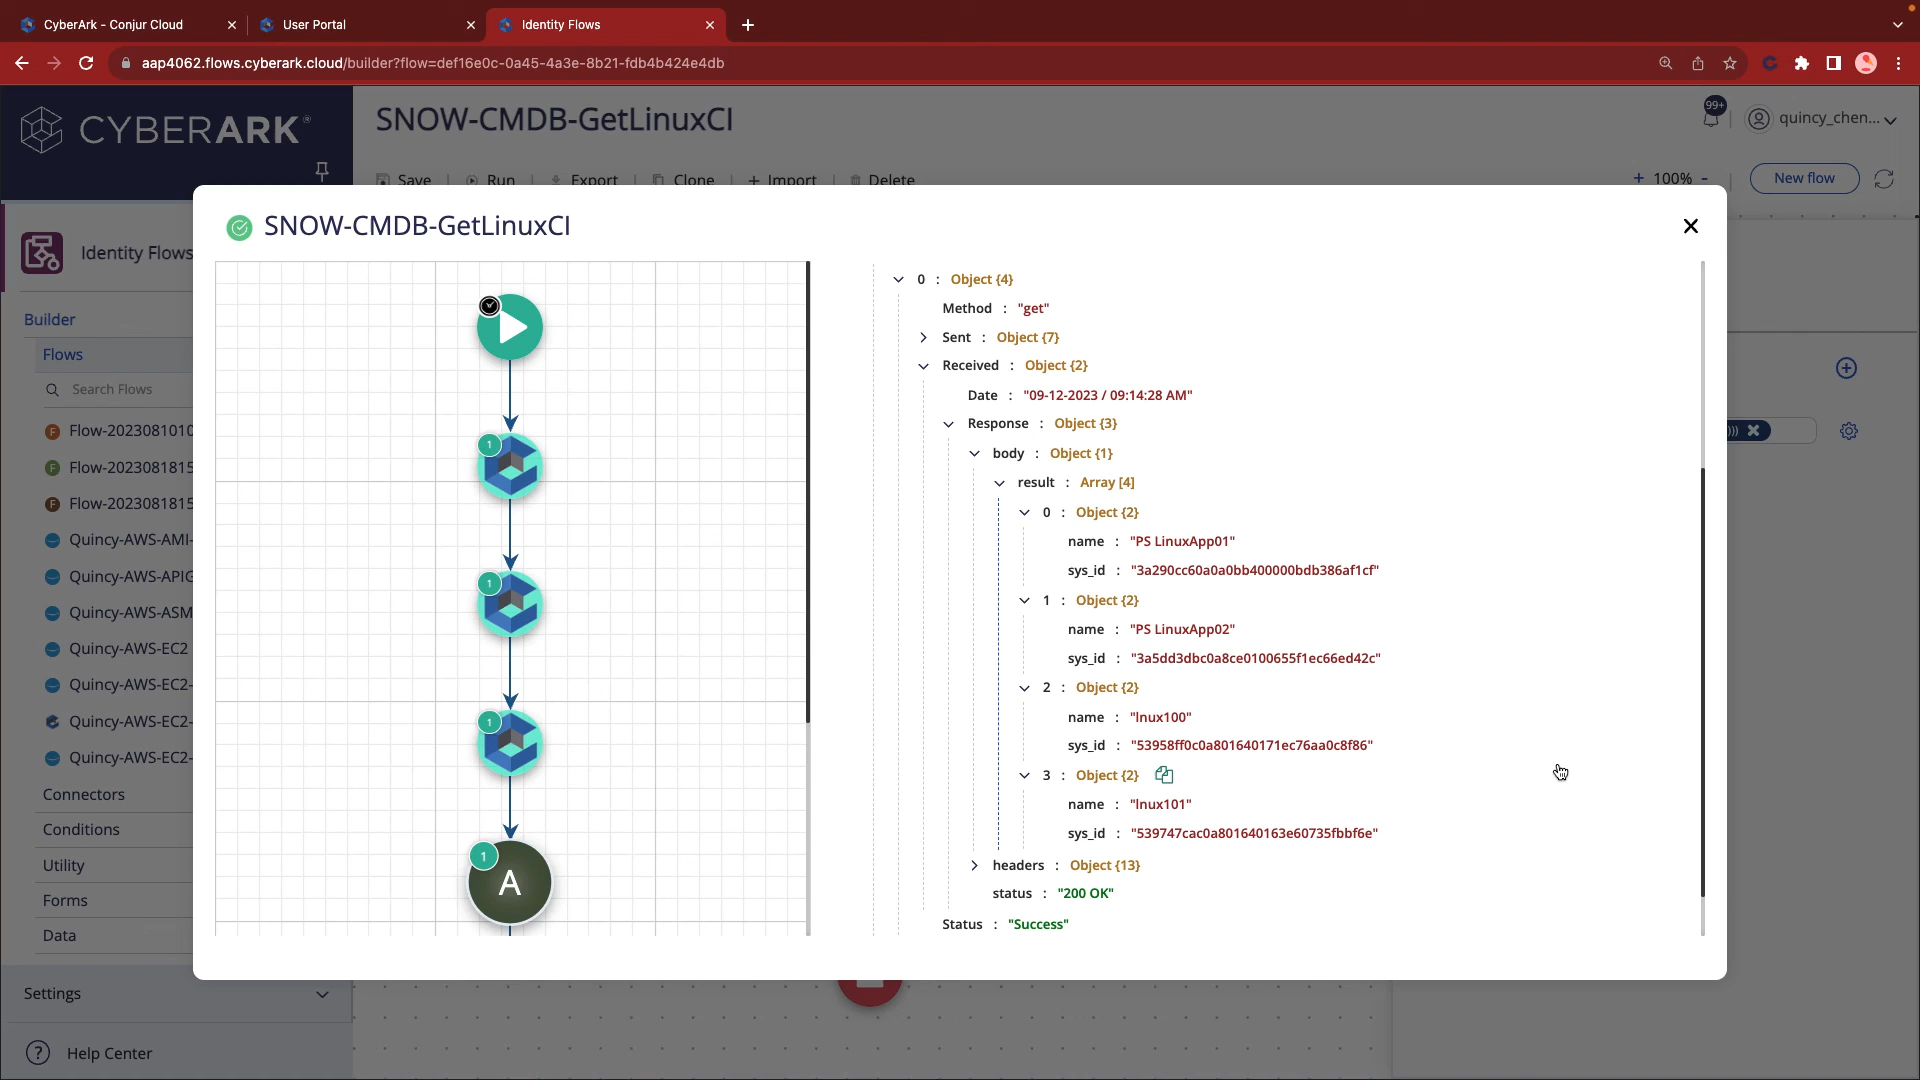 CyberArk - Conjur Cloud
User Portal
Identity Flows
aap4062.flows.cyberark.cloud/builder?flow=def16e0c-0a45-4a3e-8b21-fdb4b424e4db
CYBERARK®
SNOW-CMDB-GetLinuxCI
99+
quincy_chen...
Save
Run
Export
Clone
Import
Delete
+ 100% -
New flow
Identity Flows
Builder
Flows
Search Flows
F Flow-2023081010
F Flow-2023081815
F Flow-2023081815
Quincy-AWS-AMI-
Quincy-AWS-APIG
Quincy-AWS-ASM
Quincy-AWS-EC2
Quincy-AWS-EC2-
Quincy-AWS-EC2-
Quincy-AWS-EC2-
Connectors
Conditions
Utility
Forms
Data
Settings
? Help Center
SNOW-CMDB-GetLinuxCI
1
1
1
1
A
0 : Object {4}
Method : "get"
Sent : Object {7}
Received : Object {2}
Date : "09-12-2023 / 09:14:28 AM"
Response : Object {3}
body : Object {1}
result : Array [4]
0 : Object {2}
name : "PS LinuxApp01"
sys_id : "3a290cc60a0a0bb400000bdb386af1cf"
1 : Object {2}
name : "PS LinuxApp02"
sys_id : "3a5dd3dbc0a8ce0100655f1ec66ed42c"
2 : Object {2}
name : "lnux100"
sys_id : "53958ff0c0a801640171ec76aa0c8f86"
3 : Object {2}
name : "lnux101"
sys_id : "539747cac0a801640163e60735fbbf6e"
headers : Object {13}
status : "200 OK"
Status : "Success"
)))